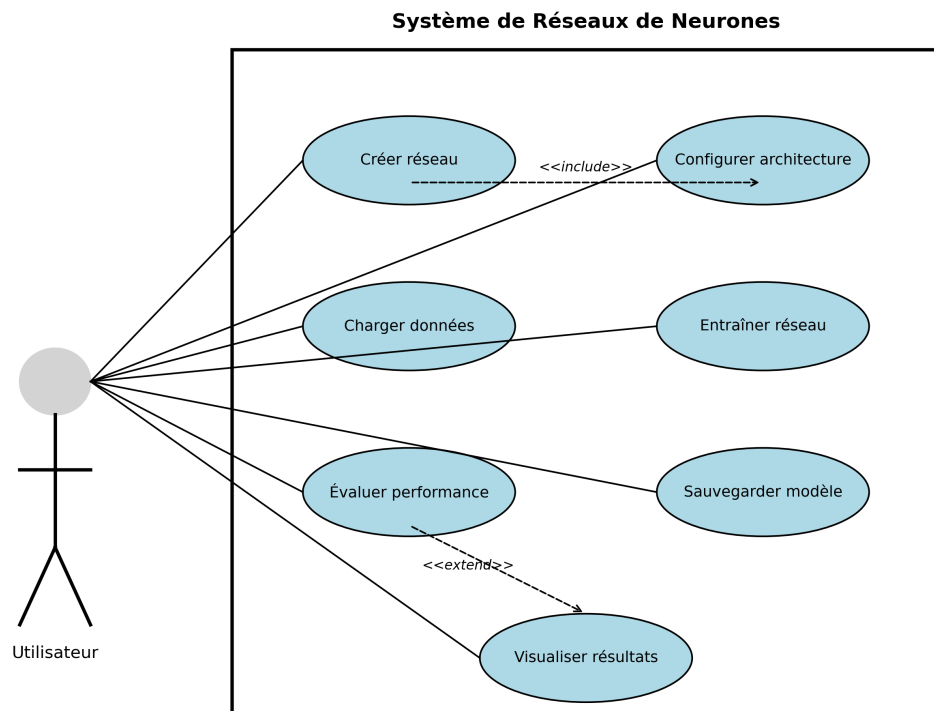 Système de Réseaux de Neurones
Créer réseau
<<include>>
Configurer architecture
Charger données
Entraîner réseau
Évaluer performance
Sauvegarder modèle
<<extend>>
Utilisateur
Visualiser résultats